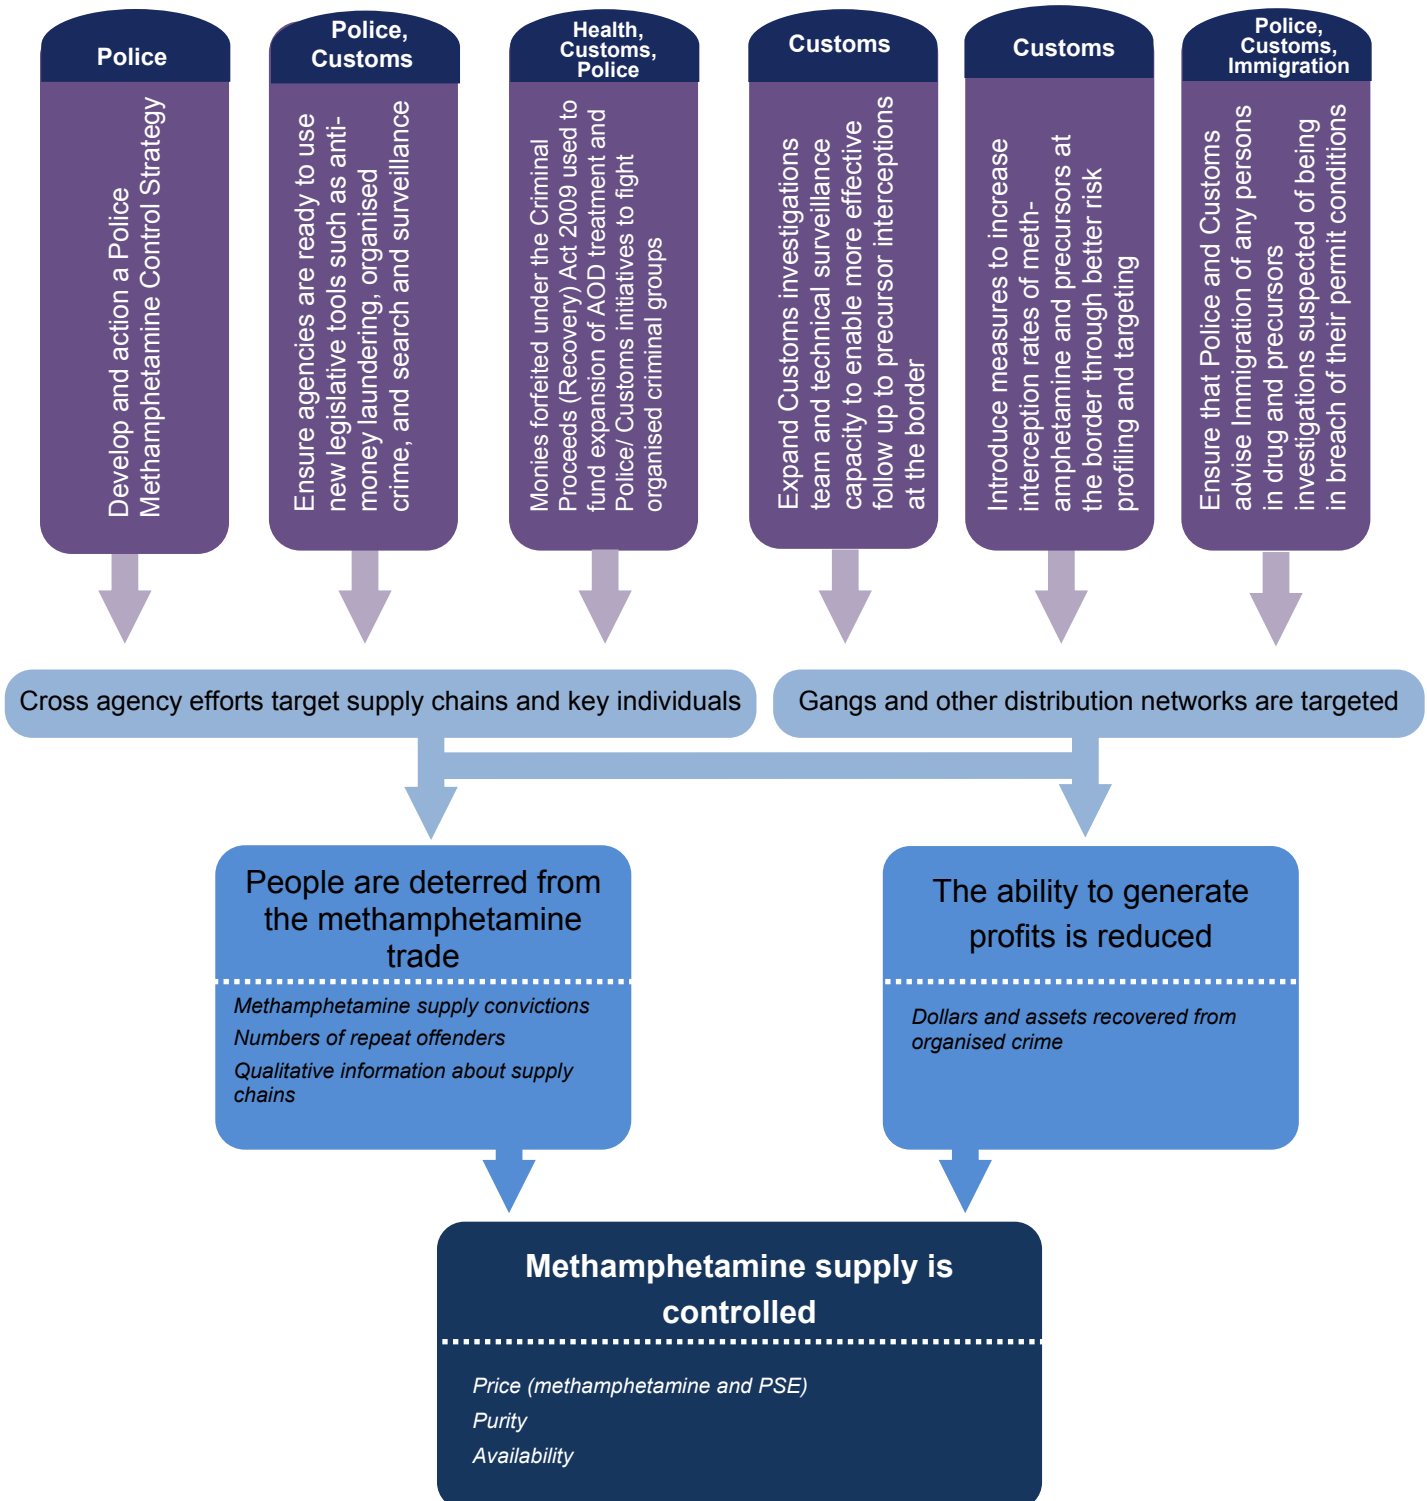 Police
Develop and action a Police
Methamphetamine Control Strategy
Police,
Customs
Ensure agencies are ready to use
new legislative tools such as anti-
money laundering, organised
crime, and search and surveillance
Health,
Customs,
Police
Monies forfeited under the Criminal
Proceeds (Recovery) Act 2009 used to
fund expansion of AOD treatment and
Police/ Customs initiatives to fight
organised criminal groups
Customs
Expand Customs investigations
team and technical surveillance
capacity to enable more effective
follow up to precursor interceptions
at the border
Customs
Introduce measures to increase
interception rates of meth-
amphetamine and precursors at
the border through better risk
profiling and targeting
Police,
Customs,
Immigration
Ensure that Police and Customs
advise Immigration of any persons
in drug and precursors
investigations suspected of being
in breach of their permit conditions
Cross agency efforts target supply chains and key individuals
Gangs and other distribution networks are targeted
People are deterred from
the methamphetamine
trade
Methamphetamine supply convictions
Numbers of repeat offenders
Qualitative information about supply
chains
The ability to generate
profits is reduced
Dollars and assets recovered from
organised crime
Methamphetamine supply is
controlled
Price (methamphetamine and PSE)
Purity
Availability